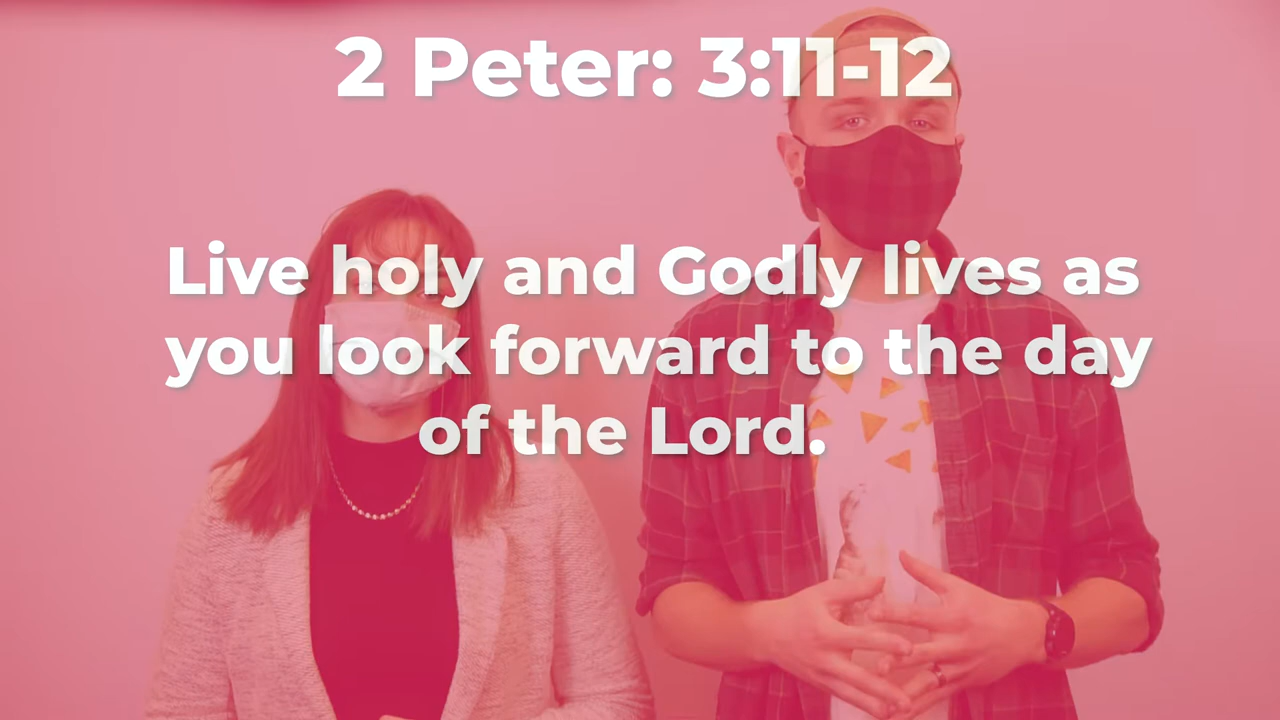 2 Peter: 3:11-12
Live holy and Godly lives as
you look forward to the day
of the Lord.